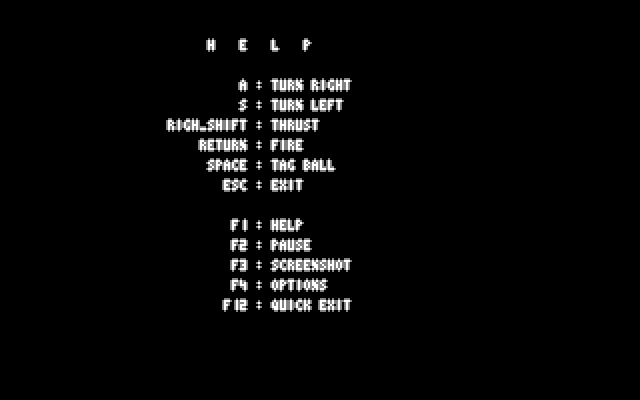 H E L P
A : TURN RIGHT
S : TURN LEFT
RIGH_SHIFT : THRUST
RETURN : FIRE
SPACE : TAG BALL
ESC : EXIT
F1 : HELP
F2 : PAUSE
F3 : SCREENSHOT
F4 : OPTIONS
F12 : QUICK EXIT